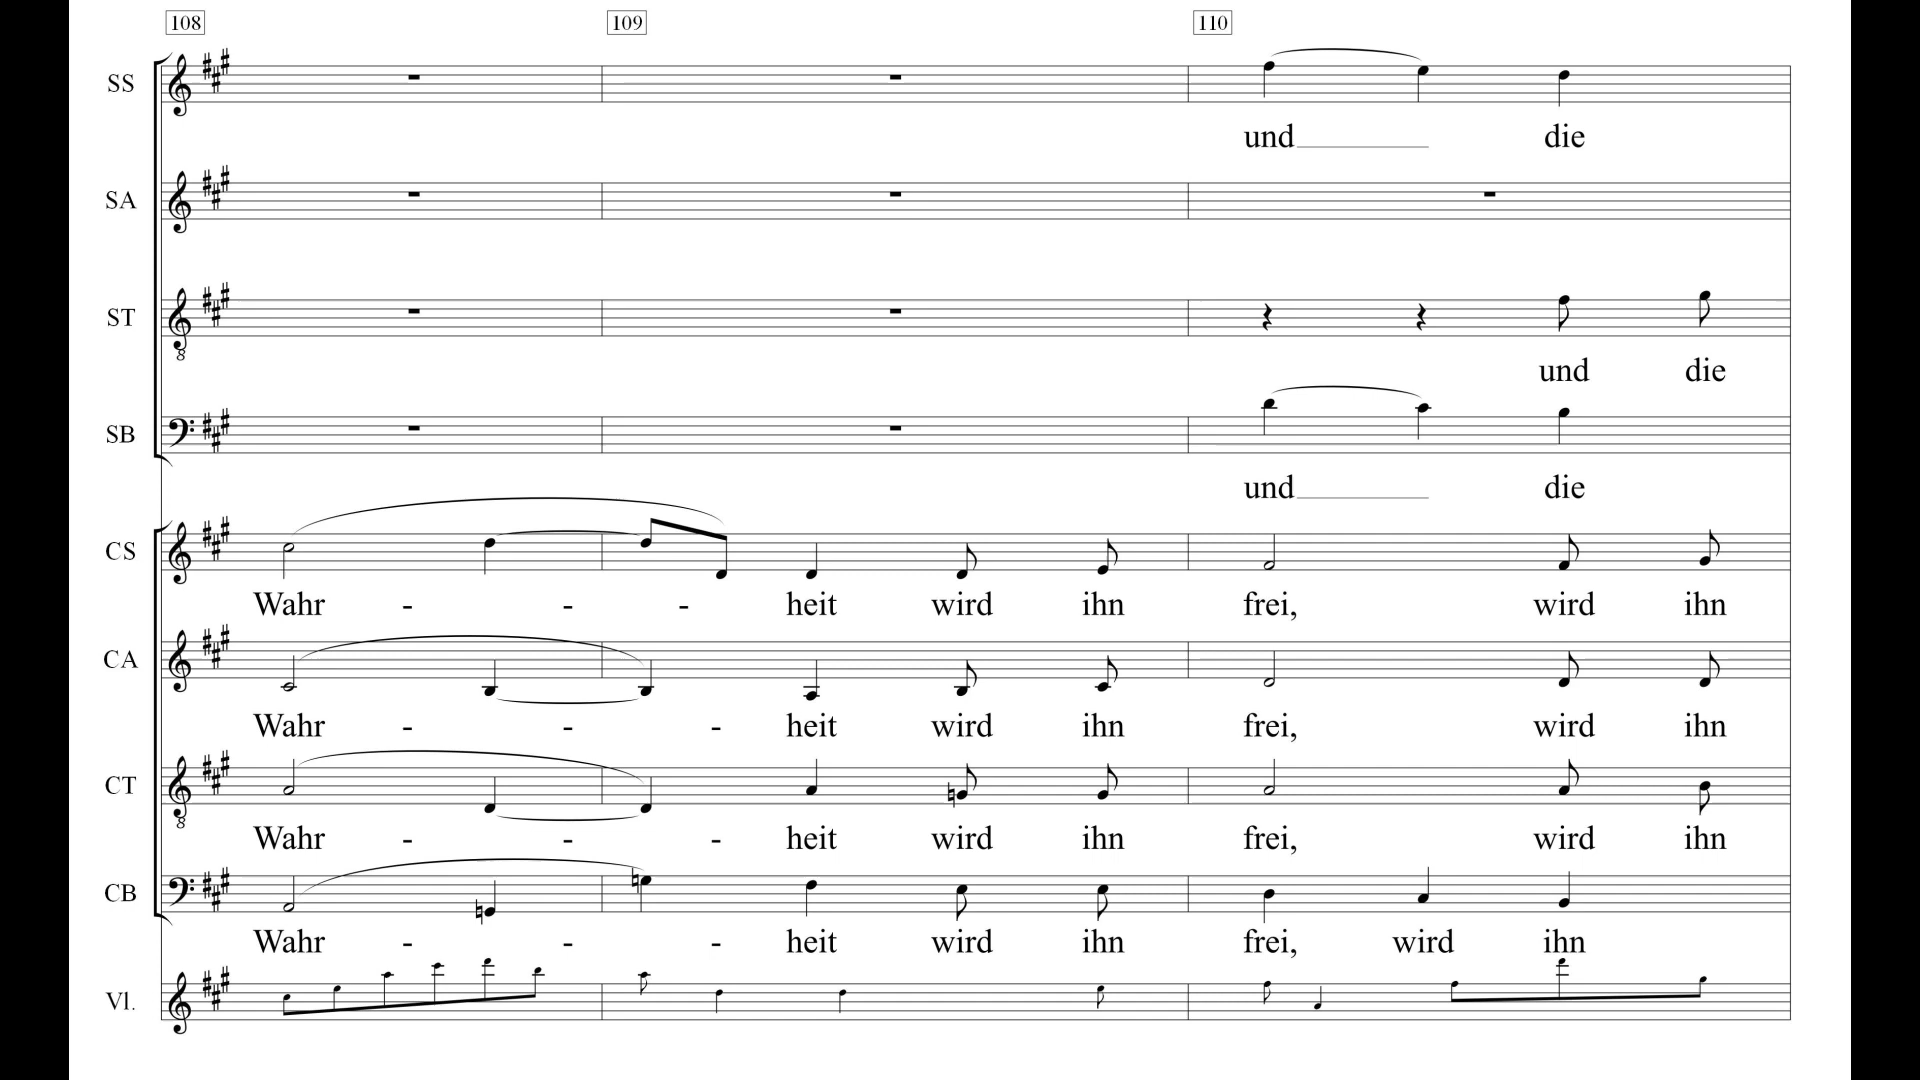 108 109 110
SS
und die
SA
ST
und die
SB
und die
CS
Wahr - - - heit wird ihn frei, wird ihn
CA
Wahr - - - heit wird ihn frei, wird ihn
CT
Wahr - - - heit wird ihn frei, wird ihn
CB
Wahr - - - heit wird ihn frei, wird ihn
Vl.